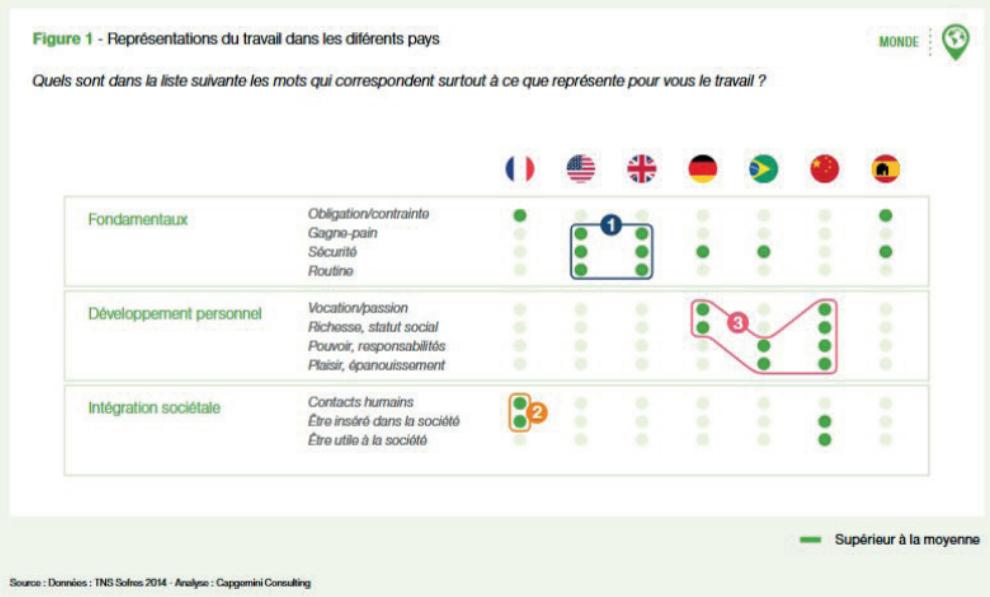 Figure 1 - Représentations du travail dans les diférents pays
MONDE
Quels sont dans la liste suivante les mots qui correspondent surtout à ce que représente pour vous le travail ?
Fondamentaux
Obligation/contrainte
Gagne-pain
Sécurité
Routine
1
Développement personnel
Vocation/passion
Richesse, statut social
Pouvoir, responsabilités
Plaisir, épanouissement
3
Intégration sociétale
Contacts humains
Être inséré dans la société
Être utile à la société
2
Supérieur à la moyenne
Source : Données : TNS Sofres 2014 - Analyse : Capgemini Consulting